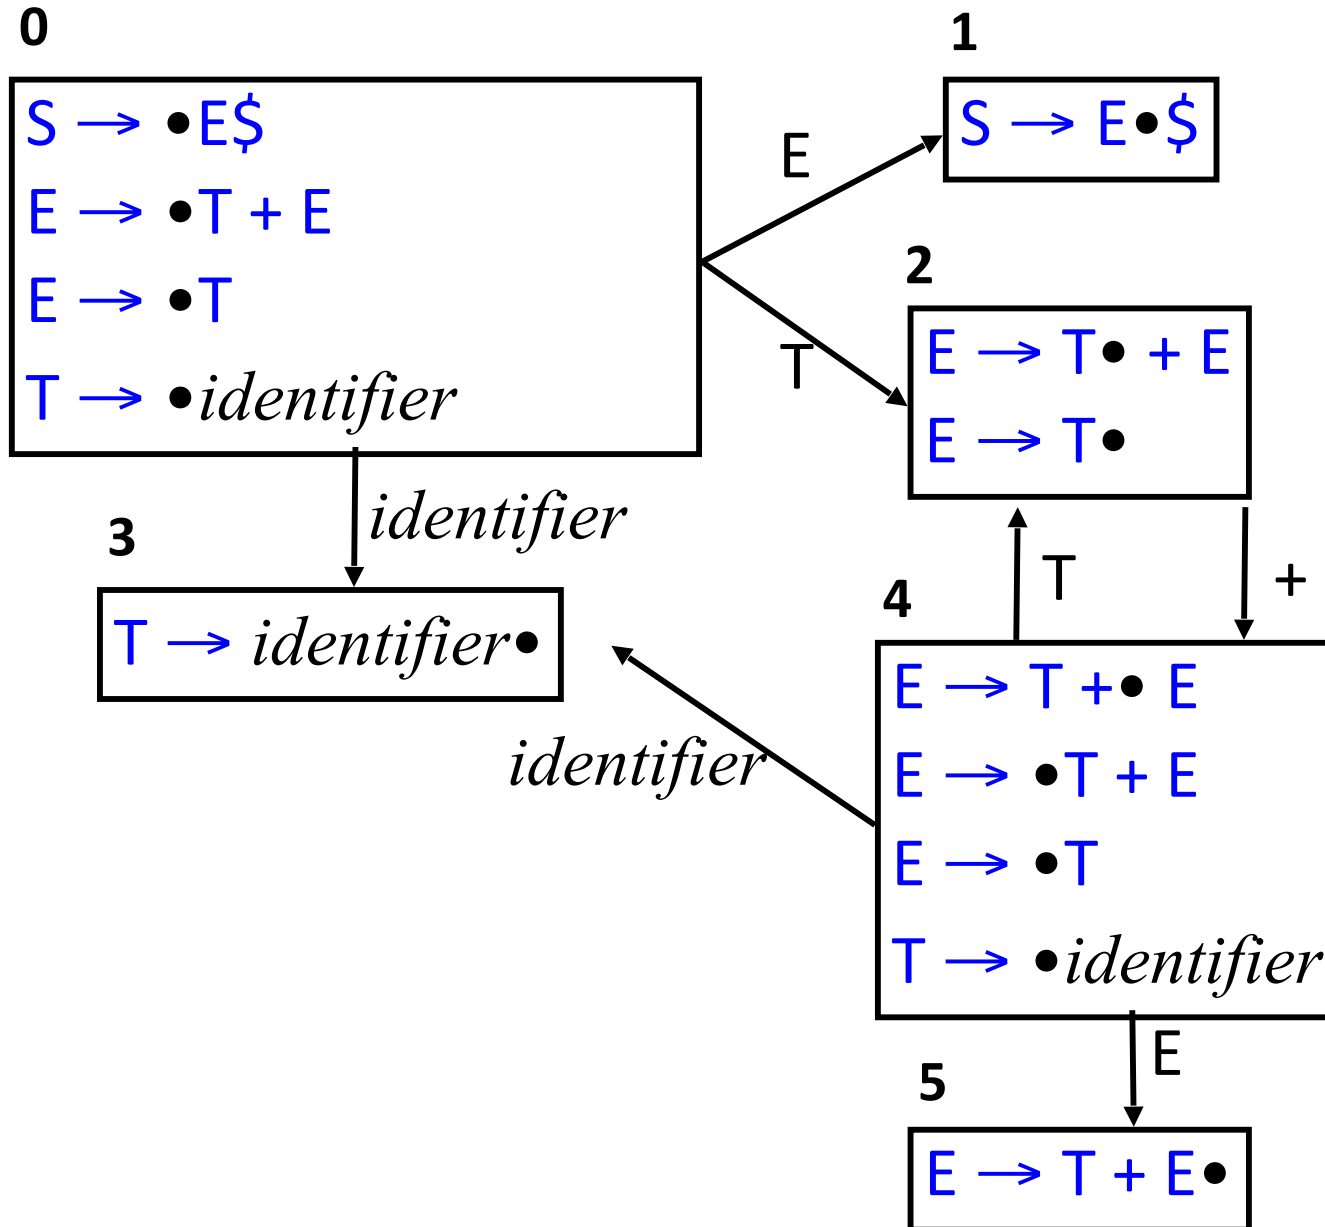 0
S → •E$
E → •T + E
E → •T
T → •identifier
E
T
1
S → E•$
2
E → T• + E
E → T•
identifier
3
T → identifier•
T
+
identifier
4
E → T +• E
E → •T + E
E → •T
T → •identifier
E
5
E → T + E•